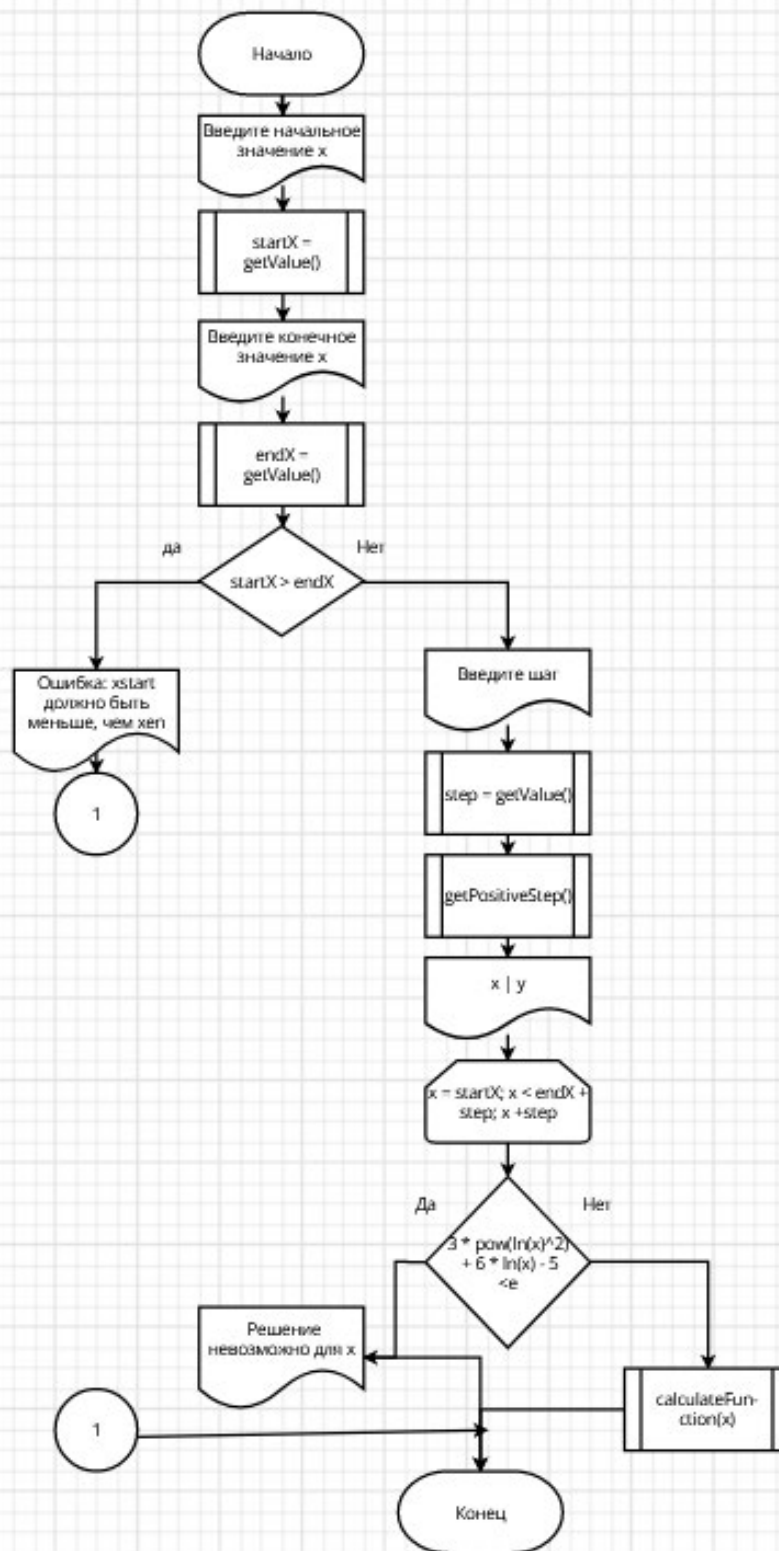 Начало
Введите начальное
значение x
startX =
getValue()
Введите конечное
значение x
endX =
getValue()
да
Нет
startX > endX
Ошибка: xstart
должно быть
меньше, чем xen
1
Введите шаг
step = getValue()
getPositiveStep()
x | y
x = startX; x < endX +
step; x +step
Да
Нет
3 * pow(ln(x)^2)
+ 6 * ln(x) - 5
<e
Решение
невозможно для x
calculateFun-
ction(x)
1
Конец